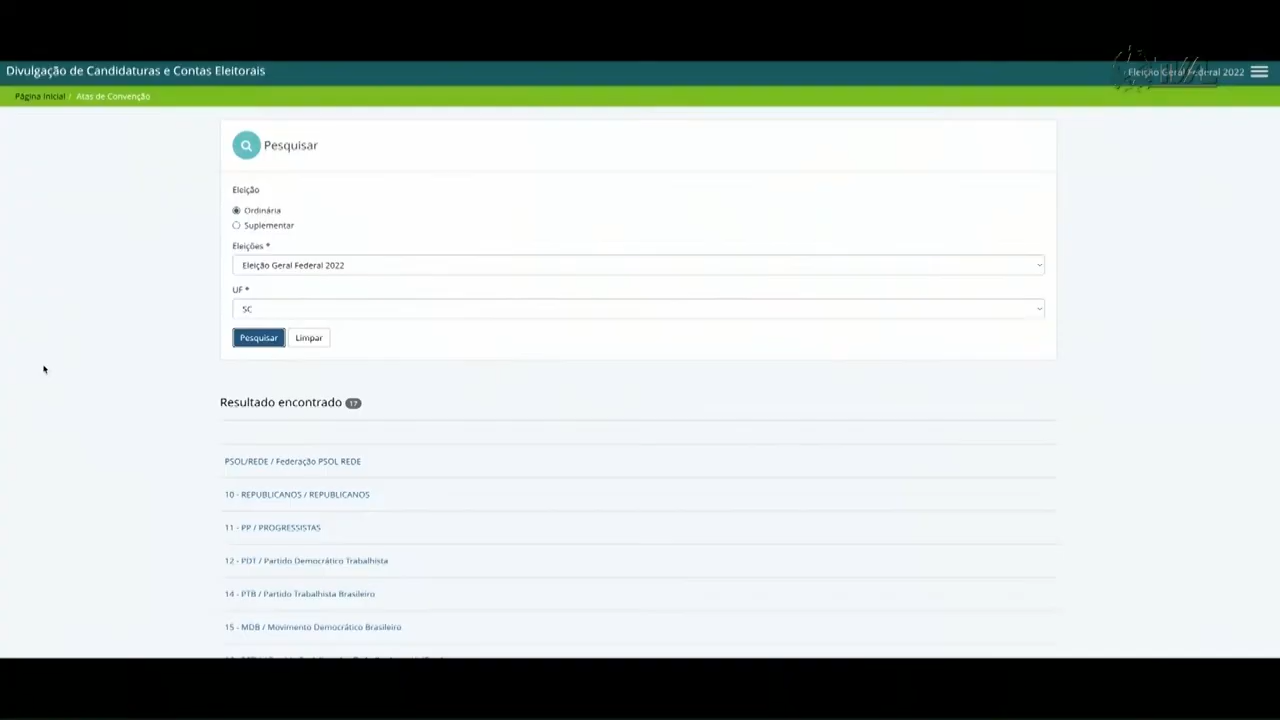 Divulgação de Candidaturas e Contas Eleitorais
Eleição Geral Federal 2022
Página Inicial / Atas de Convenção
Pesquisar
Eleição
Ordinária
Suplementar
Eleições *
Eleição Geral Federal 2022
UF *
SC
Pesquisar Limpar
Resultado encontrado 17
PSOL/REDE / Federação PSOL REDE
10 - REPUBLICANOS / REPUBLICANOS
11 - PP / PROGRESSISTAS
12 - PDT / Partido Democrático Trabalhista
14 - PTB / Partido Trabalhista Brasileiro
15 - MDB / Movimento Democrático Brasileiro